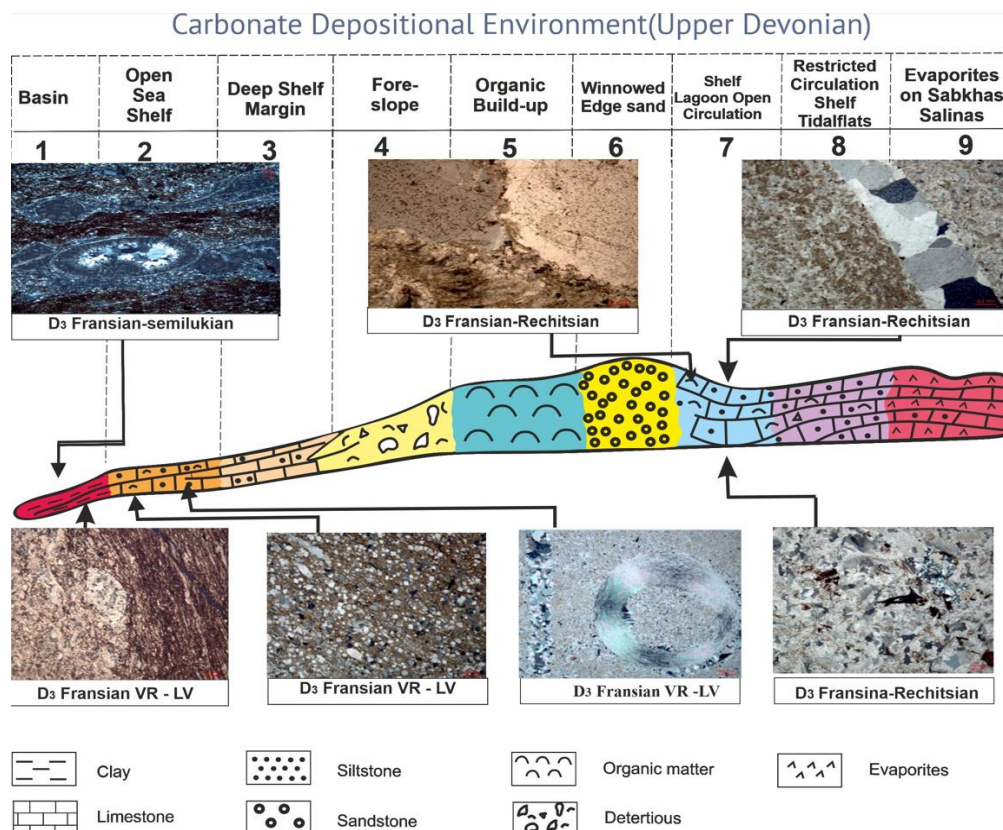 Carbonate Depositional Environment(Upper Devonian)
Basin
Open
Sea
Shelf
Deep Shelf
Margin
Fore-
slope
Organic
Build-up
Winnowed
Edge sand
Shelf
Lagoon Open
Circulation
Restricted
Circulation
Shelf
Tidalflats
Evaporites
on Sabkhas
Salinas
1 2 3 4 5 6 7 8 9
D3 Fransian-semilukian
D3 Fransian-Rechitsian
D3 Fransian-Rechitsian
D3 Fransian VR - LV
D3 Fransian VR - LV
D3 Fransian VR -LV
D3 Fransina-Rechitsian
Clay
Siltstone
Organic matter
Evaporites
Limestone
Sandstone
Detertious